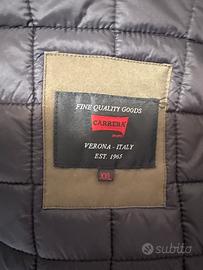 FINE QUALITY GOODS
CARRERA
VERONA - ITALY
EST. 1965
XXL
subito